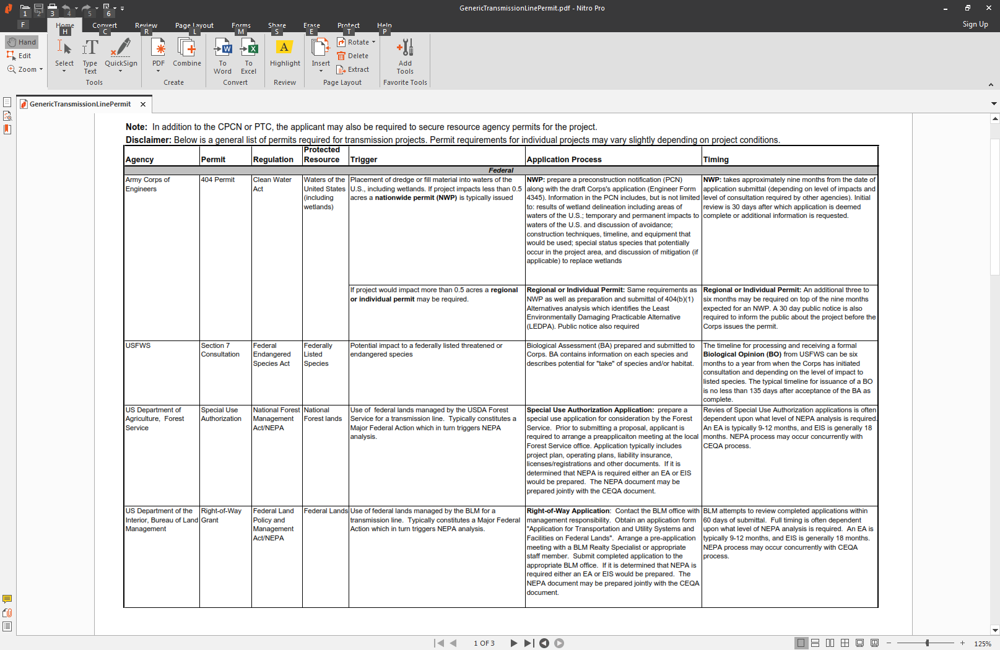 GenericTransmissionLinePermit.pdf - Nitro Pro
1 2 3 4 5 6
F
Home Convert Review Page Layout Forms Share Erase Protect Help
Sign Up
H C R L M S E T P
Hand
Edit
Zoom
Select
Type Text
QuickSign
Tools
PDF
Combine
Create
To Word
To Excel
Convert
A
Highlight
Review
Insert
Rotate
Delete
Extract
Page Layout
Add Tools
Favorite Tools
GenericTransmissionLinePermit
Note: In addition to the CPCN or PTC, the applicant may also be required to secure resource agency permits for the project.
Disclaimer: Below is a general list of permits required for transmission projects. Permit requirements for individual projects may vary slightly depending on project conditions.
Agency
Permit
Regulation
Protected
Resource
Trigger
Application Process
Timing
Federal
Army Corps of
Engineers
404 Permit
Clean Water
Act
Waters of the
United States
(including
wetlands)
Placement of dredge or fill material into waters of the
U.S., including wetlands. If project impacts less than 0.5
acres a nationwide permit (NWP) is typically issued
NWP: prepare a preconstruction notification (PCN)
along with the draft Corps's application (Engineer Form
4345). Information in the PCN includes, but is not limited
to: results of wetland delineation including areas of
waters of the U.S.; temporary and permanent impacts to
waters of the U.S. and discussion of avoidance;
construction techniques, timeline, and equipment that
would be used; special status species that potentially
occur in the project area, and discussion of mitigation (if
applicable) to replace wetlands
NWP: takes approximately nine months from the date of
application submittal (depending on level of impacts and
level of consultation required by other agencies). Initial
review is 30 days after which application is deemed
complete or additional information is requested.
If project would impact more than 0.5 acres a regional
or individual permit may be required.
Regional or Individual Permit: Same requirements as
NWP as well as preparation and submittal of 404(b)(1)
Alternatives analysis which identifies the Least
Environmentally Damaging Practicable Alternative
(LEDPA). Public notice also required
Regional or Individual Permit: An additional three to
six months may be required on top of the nine months
expected for an NWP. A 30 day public notice is also
required to inform the public about the project before the
Corps issues the permit.
USFWS
Section 7
Consultation
Federal
Endangered
Species Act
Federally
Listed
Species
Potential impact to a federally listed threatened or
endangered species
Biological Assessment (BA) prepared and submitted to
Corps. BA contains information on each species and
describes potential for "take" of species and/or habitat.
The timeline for processing and receiving a formal
Biological Opinion (BO) from USFWS can be six
months to a year from when the Corps has initiated
consultation and depending on the level of impact to
listed species. The typical timeline for issuance of a BO
is no less than 135 days after acceptance of the BA as
complete.
US Department of
Agriculture, Forest
Service
Special Use
Authorization
National Forest
Management
Act/NEPA
National
Forest lands
Use of federal lands managed by the USDA Forest
Service for a transmission line. Typically constitutes a
Major Federal Action which in turn triggers NEPA
analysis.
Special Use Authorization Application: prepare a
special use application for consideration by the Forest
Service. Prior to submitting a proposal, applicant is
required to arrange a preapplicaiton meeting at the local
Forest Service office. Application typically includes
project plan, operating plans, liability insurance,
licenses/registrations and other documents. If it is
determined that NEPA is required either an EA or EIS
would be prepared. The NEPA document may be
prepared jointly with the CEQA document.
Revies of Special Use Authorization applications is often
dependent upon what level of NEPA analysis is required.
An EA is typically 9-12 months, and EIS is generally 18
months. NEPA process may occur concurrently with
CEQA process.
US Department of the
Interior, Bureau of Land
Management
Right-of-Way
Grant
Federal Land
Policy and
Management
Act/NEPA
Federal Lands
Use of federal lands managed by the BLM for a
transmission line. Typically constitutes a Major Federal
Action which in turn triggers NEPA analysis.
Right-of-Way Application: Contact the BLM office with
management responsibility. Obtain an application form
"Application for Transportation and Utility Systems and
Facilities on Federal Lands". Arrange a pre-application
meeting with a BLM Realty Specialist or appropriate
staff member. Submit completed application to the
appropriate BLM office. If it is determined that NEPA is
required either an EA or EIS would be prepared. The
NEPA document may be prepared jointly with the CEQA
document.
BLM attempts to review completed applications within
60 days of submittal. Full timing is often dependent
upon what level of NEPA analysis is required. An EA is
typically 9-12 months, and EIS is generally 18 months.
NEPA process may occur concurrently with CEQA
process.
1 OF 3
125%